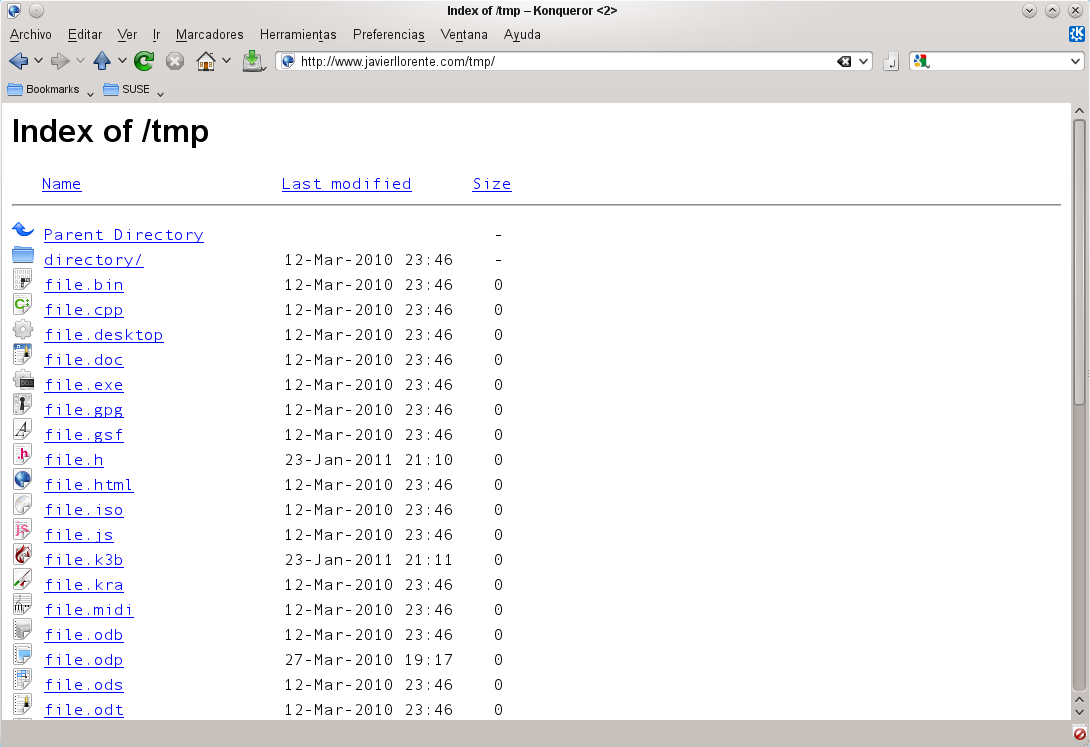 Index of /tmp – Konqueror <2>
Archivo Editar Ver Ir Marcadores Herramientas Preferencias Ventana Ayuda
http://www.javierllorente.com/tmp/
Bookmarks SUSE
Index of /tmp
Name Last modified Size
Parent Directory -
directory/ 12-Mar-2010 23:46 -
file.bin 12-Mar-2010 23:46 0
file.cpp 12-Mar-2010 23:46 0
file.desktop 12-Mar-2010 23:46 0
file.doc 12-Mar-2010 23:46 0
file.exe 12-Mar-2010 23:46 0
file.gpg 12-Mar-2010 23:46 0
file.gsf 12-Mar-2010 23:46 0
file.h 23-Jan-2011 21:10 0
file.html 12-Mar-2010 23:46 0
file.iso 12-Mar-2010 23:46 0
file.js 12-Mar-2010 23:46 0
file.k3b 23-Jan-2011 21:11 0
file.kra 12-Mar-2010 23:46 0
file.midi 12-Mar-2010 23:46 0
file.odb 12-Mar-2010 23:46 0
file.odp 27-Mar-2010 19:17 0
file.ods 12-Mar-2010 23:46 0
file.odt 12-Mar-2010 23:46 0